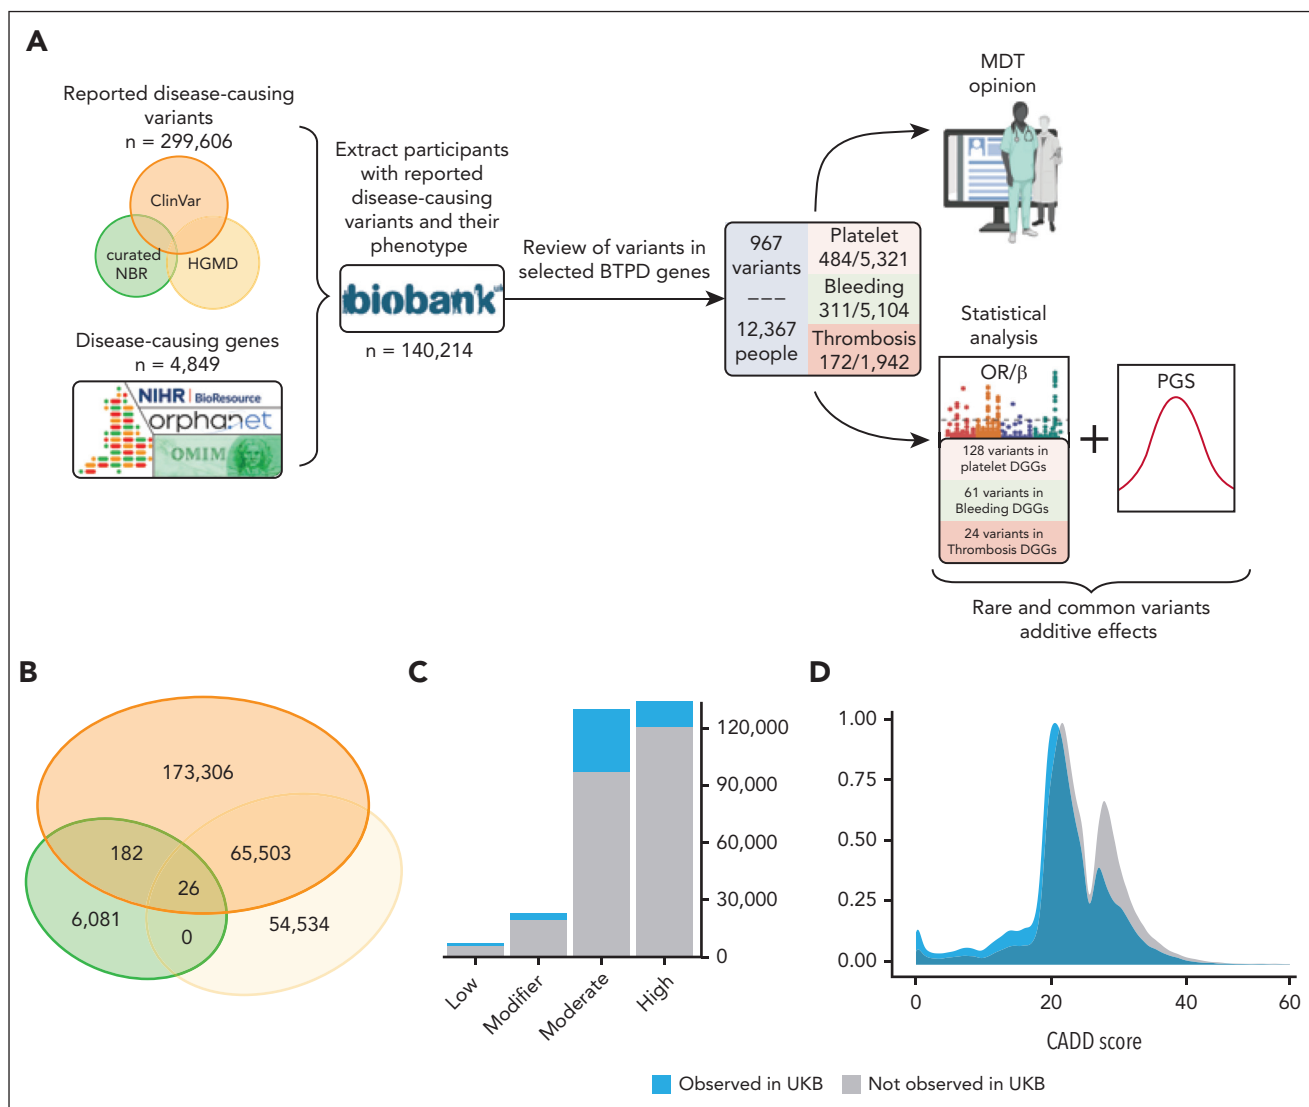 A
Reported disease-causing
variants
n = 299,606
ClinVar
curated
NBR
HGMD
Disease-causing genes
n = 4,849
NIHR | BioResource
orphanet
OMIM
Extract participants
with reported
disease-causing
variants and their
phenotype
biobank uk
n = 140,214
Review of variants in
selected BTPD genes
967
variants
---
12,367
people
Platelet
484/5,321
Bleeding
311/5,104
Thrombosis
172/1,942
MDT
opinion
Statistical
analysis
OR/β
128 variants in
platelet DGGs
61 variants in
Bleeding DGGs
24 variants in
Thrombosis DGGs
+
PGS
Rare and common variants
additive effects
B
173,306
182
65,503
26
6,081
0
54,534
C
120,000
90,000
60,000
30,000
0
Low
Modifier
Moderate
High
D
1.00
0.75
0.50
0.25
0.00
0
20
40
60
CADD score
Observed in UKB
Not observed in UKB